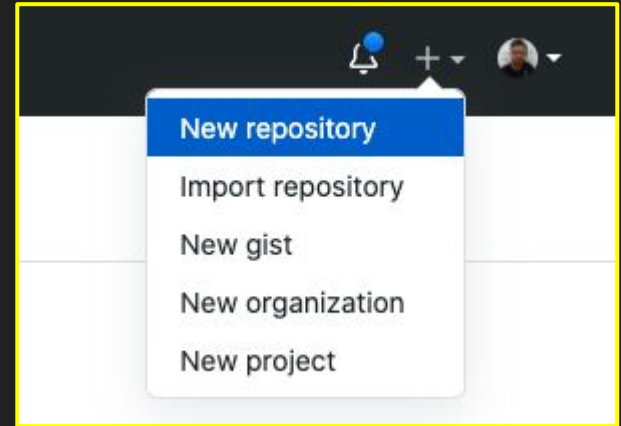 New repository
Import repository
New gist
New organization
New project